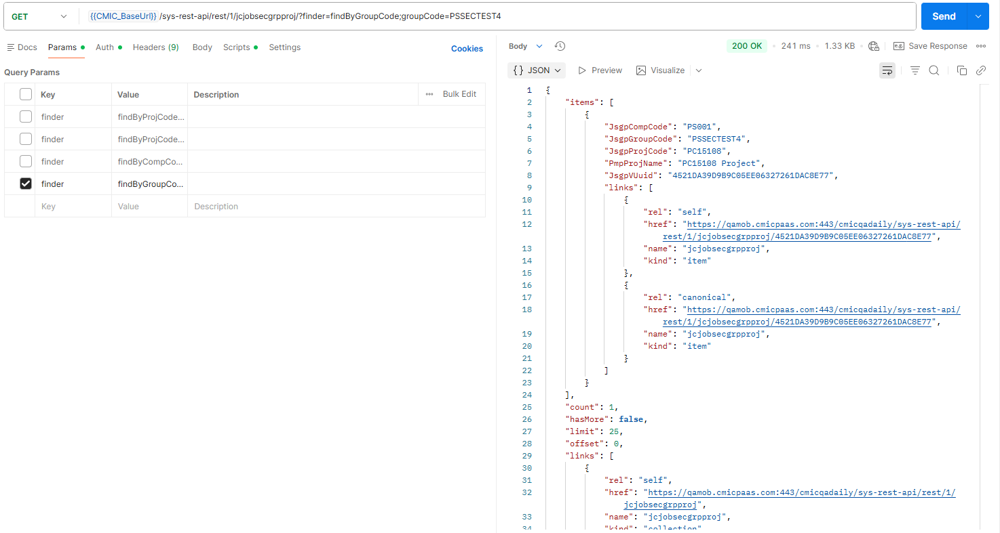 GET {{CMIC_BaseUrl}} /sys-rest-api/rest/1/jcjobsecgrpproj/?finder=findByGroupCode;groupCode=PSSECTEST4 Send
Docs Params Auth Headers (9) Body Scripts Settings Cookies
Query Params
Key Value Description Bulk Edit
finder findByProjCode...
finder findByProjCode...
finder findByCompCo...
finder findByGroupCo...
Key Value Description
Body 200 OK 241 ms 1.33 KB e.g. Save Response
{} JSON Preview Visualize
1 {
2 "items": [
3 {
4 "JsgpCompCode": "PS001",
5 "JsgpGroupCode": "PSSECTEST4",
6 "JsgpProjCode": "PC15108",
7 "PmpProjName": "PC15108 Project",
8 "JsgpVUuid": "4521DA39D9B9C05EE06327261DAC8E77",
9 "links": [
10 {
11 "rel": "self",
12 "href": "https://qamob.cmicpaas.com:443/cmicqadaily/sys-rest-api/
rest/1/jcjobsecgrpproj/4521DA39D9B9C05EE06327261DAC8E77",
13 "name": "jcjobsecgrpproj",
14 "kind": "item"
15 },
16 {
17 "rel": "canonical",
18 "href": "https://qamob.cmicpaas.com:443/cmicqadaily/sys-rest-api/
rest/1/jcjobsecgrpproj/4521DA39D9B9C05EE06327261DAC8E77",
19 "name": "jcjobsecgrpproj",
20 "kind": "item"
21 }
22 ]
23 }
24 ],
25 "count": 1,
26 "hasMore": false,
27 "limit": 25,
28 "offset": 0,
29 "links": [
30 {
31 "rel": "self",
32 "href": "https://qamob.cmicpaas.com:443/cmicqadaily/sys-rest-api/rest/1/
jcjobsecgrpproj",
33 "name": "jcjobsecgrpproj",
34 "kind": "collection"